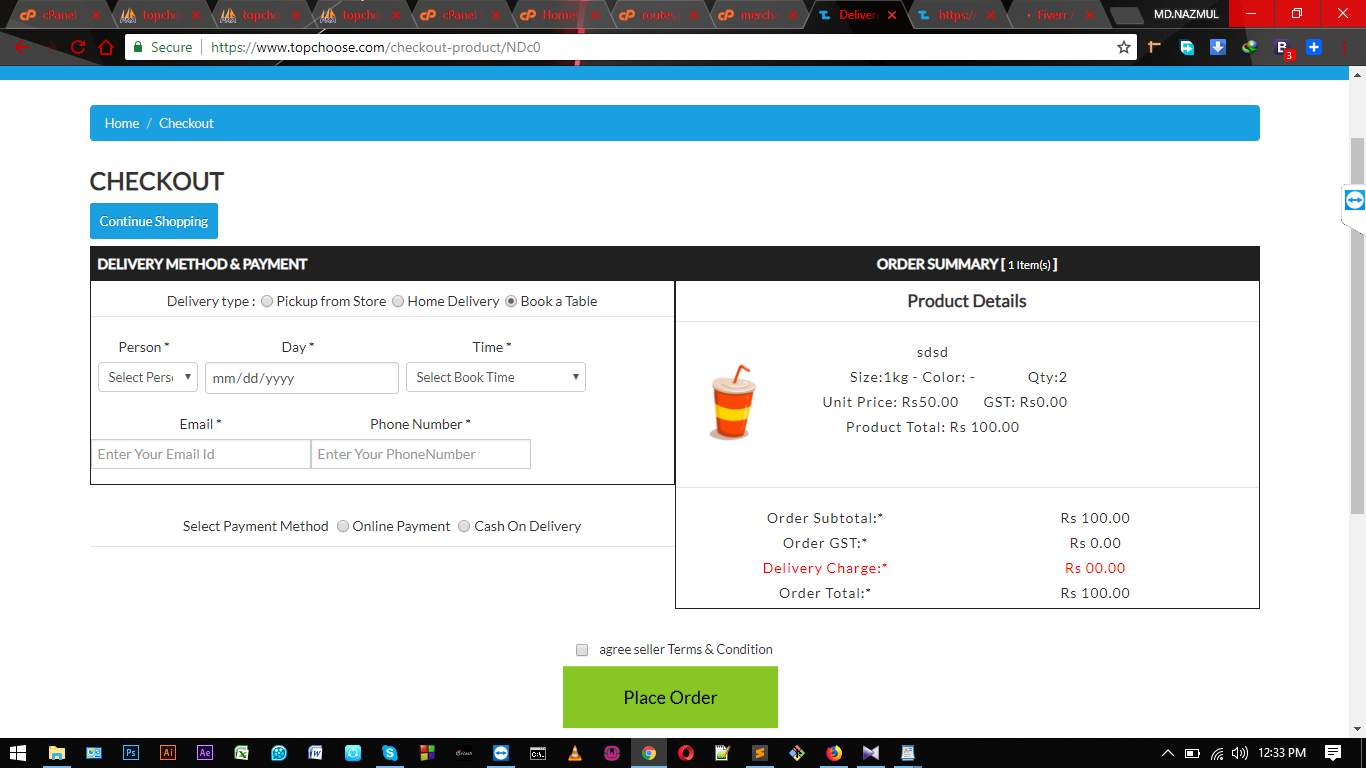 cPanel topcho topcho topcho cPanel Home routes. merch Deliver https:// Fiverr / MD.NAZMUL
Secure https://www.topchoose.com/checkout-product/NDc0
B 3
Home / Checkout
CHECKOUT
Continue Shopping
DELIVERY METHOD & PAYMENT
ORDER SUMMARY [ 1 Item(s) ]
Delivery type : Pickup from Store Home Delivery Book a Table
Product Details
Person * Day * Time *
Select Perso mm/dd/yyyy Select Book Time
Email * Phone Number *
Enter Your Email Id Enter Your PhoneNumber
sdsd
Size:1kg - Color: - Qty:2
Unit Price: Rs50.00 GST: Rs0.00
Product Total: Rs 100.00
Select Payment Method Online Payment Cash On Delivery
Order Subtotal:* Rs 100.00
Order GST:* Rs 0.00
Delivery Charge:* Rs 00.00
Order Total:* Rs 100.00
agree seller Terms & Condition
Place Order
Ps Ai Ae
12:33 PM